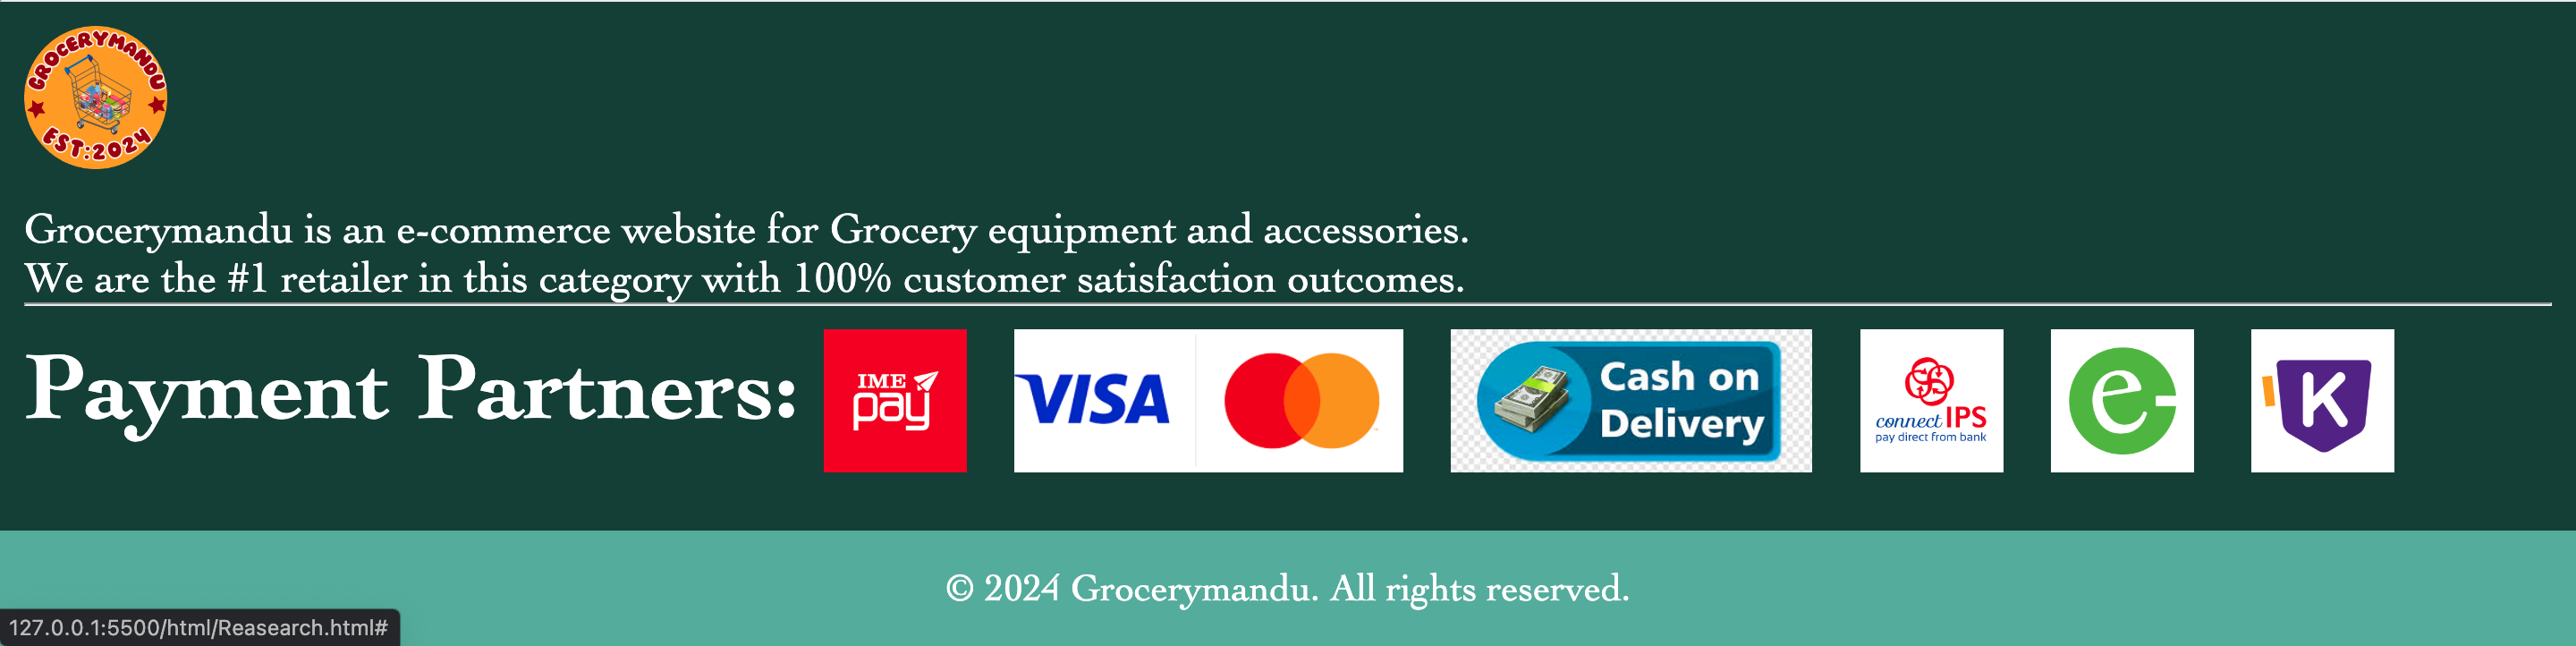 GROCERYMANDU
EST:2024
Grocerymandu is an e-commerce website for Grocery equipment and accessories.
We are the #1 retailer in this category with 100% customer satisfaction outcomes.
Payment Partners:
IME
pay
VISA
Cash on
Delivery
connect IPS
pay direct from bank
e
K
© 2024 Grocerymandu. All rights reserved.
127.0.0.1:5500/html/Reasearch.html#